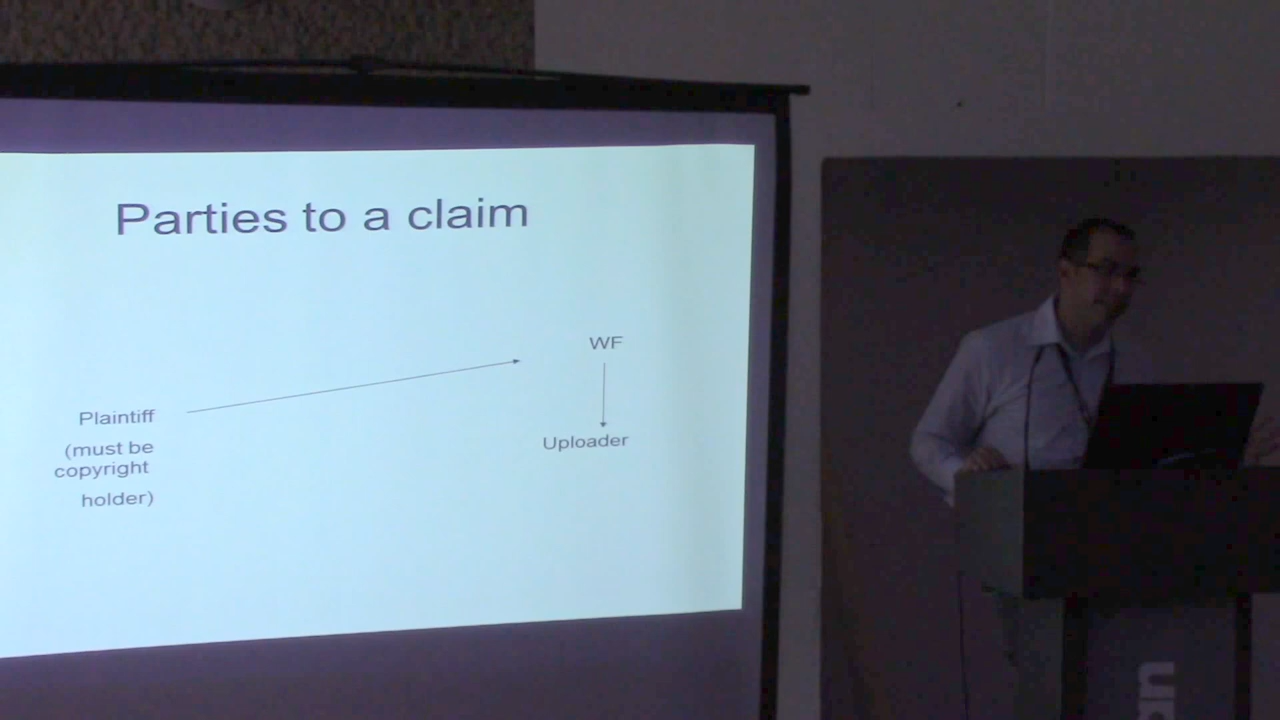 Parties to a claim
WF
Plaintiff
(must be
copyright
holder)
Uploader